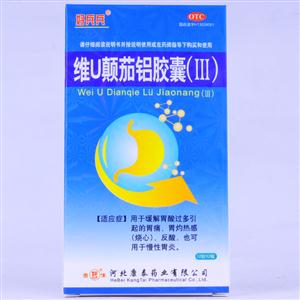 OTC
请仔细阅读说明书并按说明使用或在药师指导下购买和使用
维U颠茄铝胶囊(III)
Wei U Dianqie Lü Jiaonang(III)
【适应症】用于缓解胃酸过多引
起的胃痛、胃灼热感
(烧心)、反酸,也可
用于慢性胃炎。
河北康泰药业有限公司
HeBei KangTai Pharmaceutical Co., Ltd.